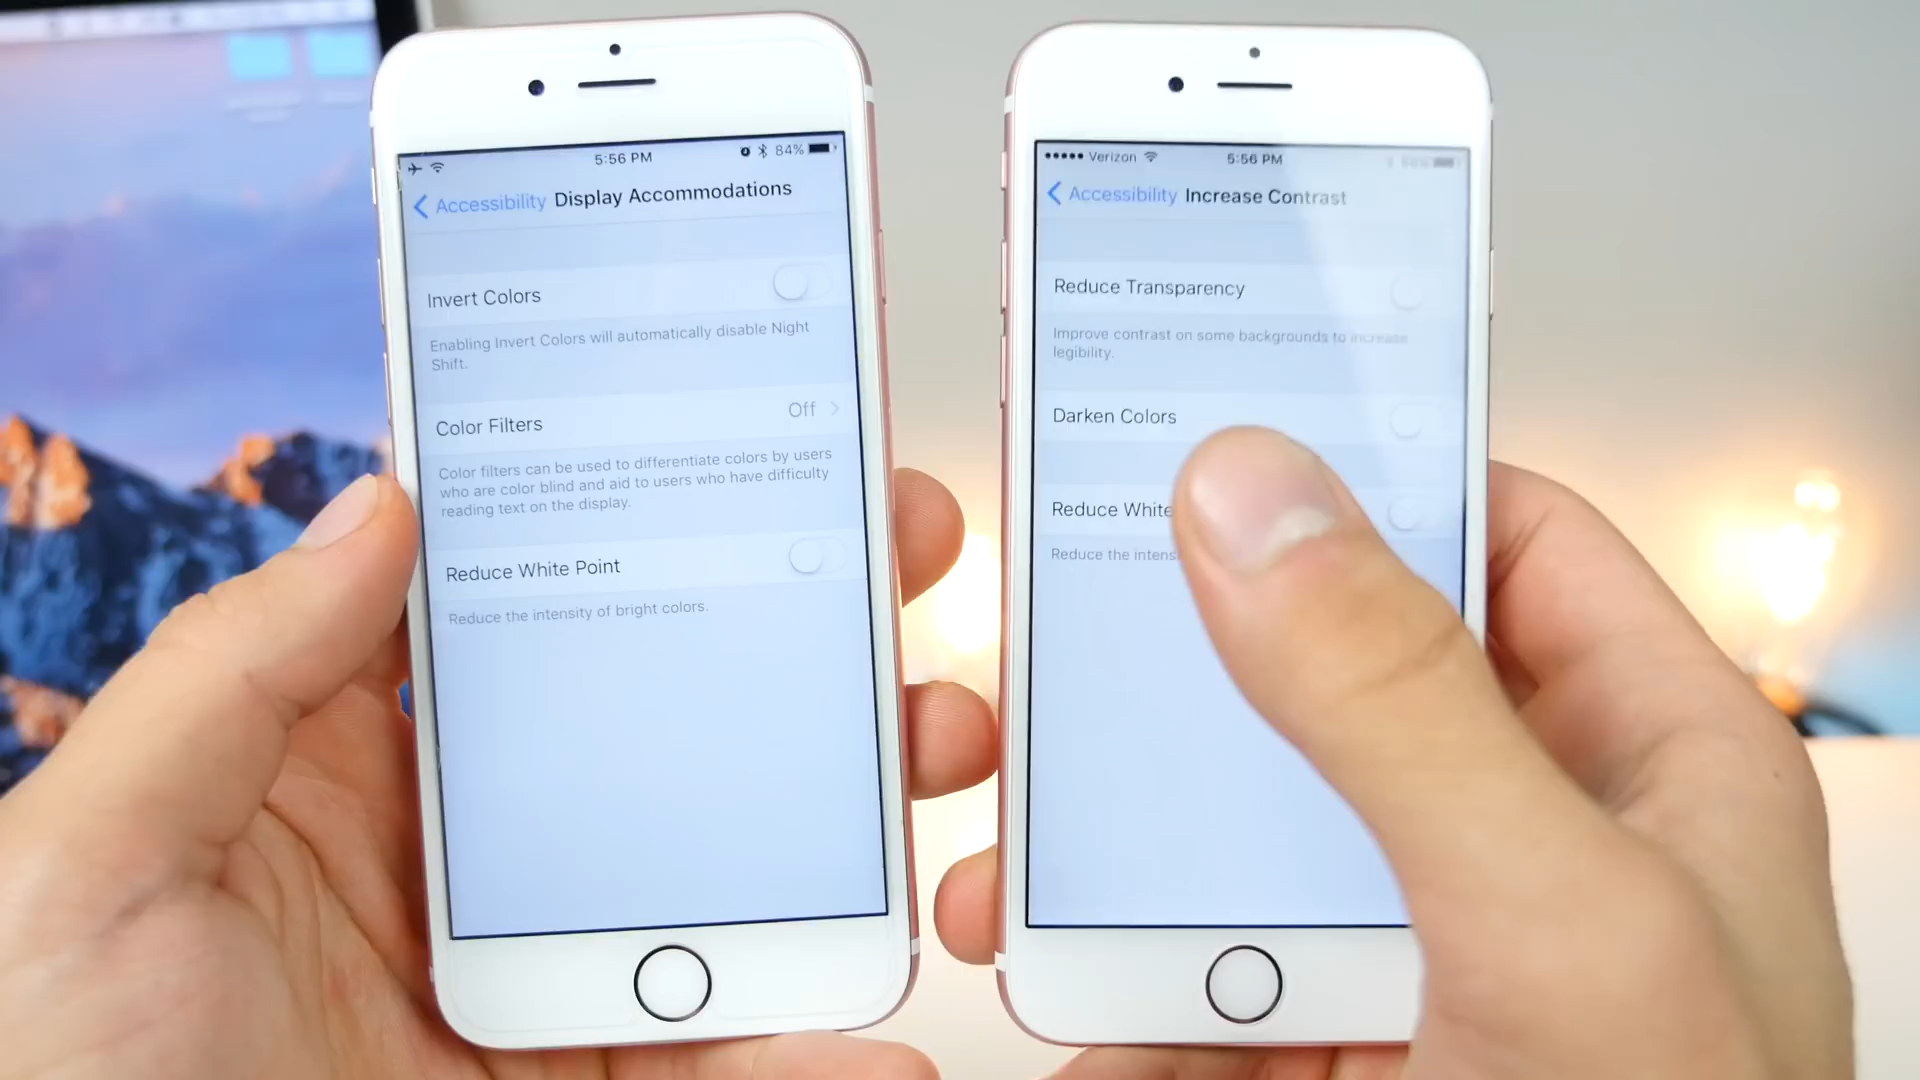 5:56 PM
84%
Accessibility Display Accommodations
Invert Colors
Enabling Invert Colors will automatically disable Night
Shift.
Color Filters Off
Color filters can be used to differentiate colors by users
who are color blind and aid to users who have difficulty
reading text on the display.
Reduce White Point
Reduce the intensity of bright colors.
Verizon 5:56 PM
Accessibility Increase Contrast
Reduce Transparency
Improve contrast on some backgrounds to increase
legibility.
Darken Colors
Reduce White
Reduce the intens